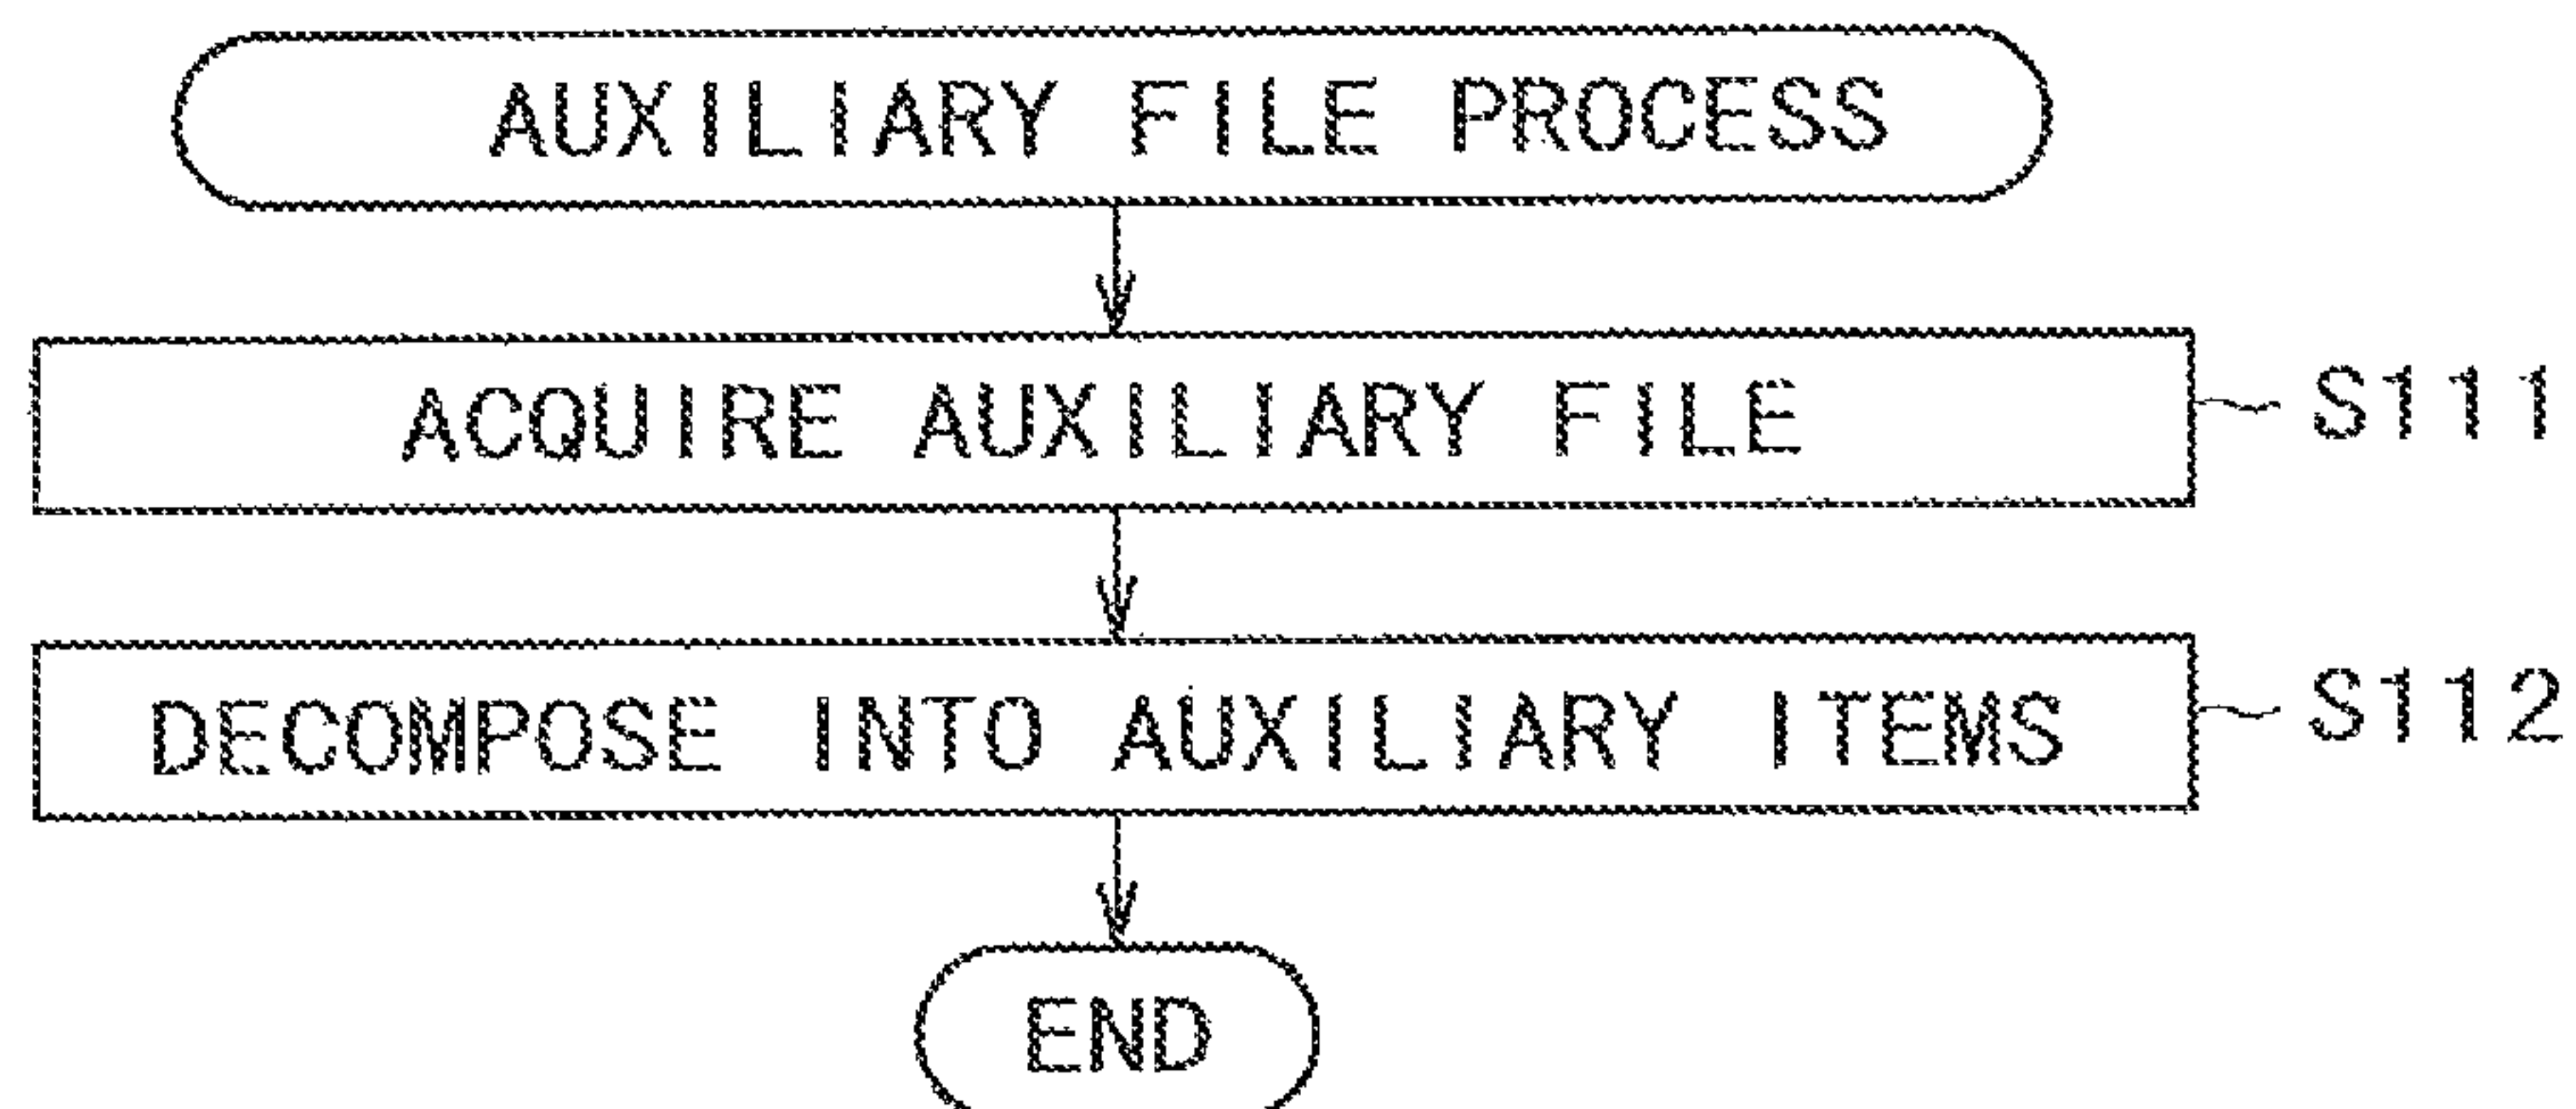 AUXILIARY FILE PROCESS
ACQUIRE AUXILIARY FILE
S111
DECOMPOSE INTO AUXILIARY ITEMS
S112
END